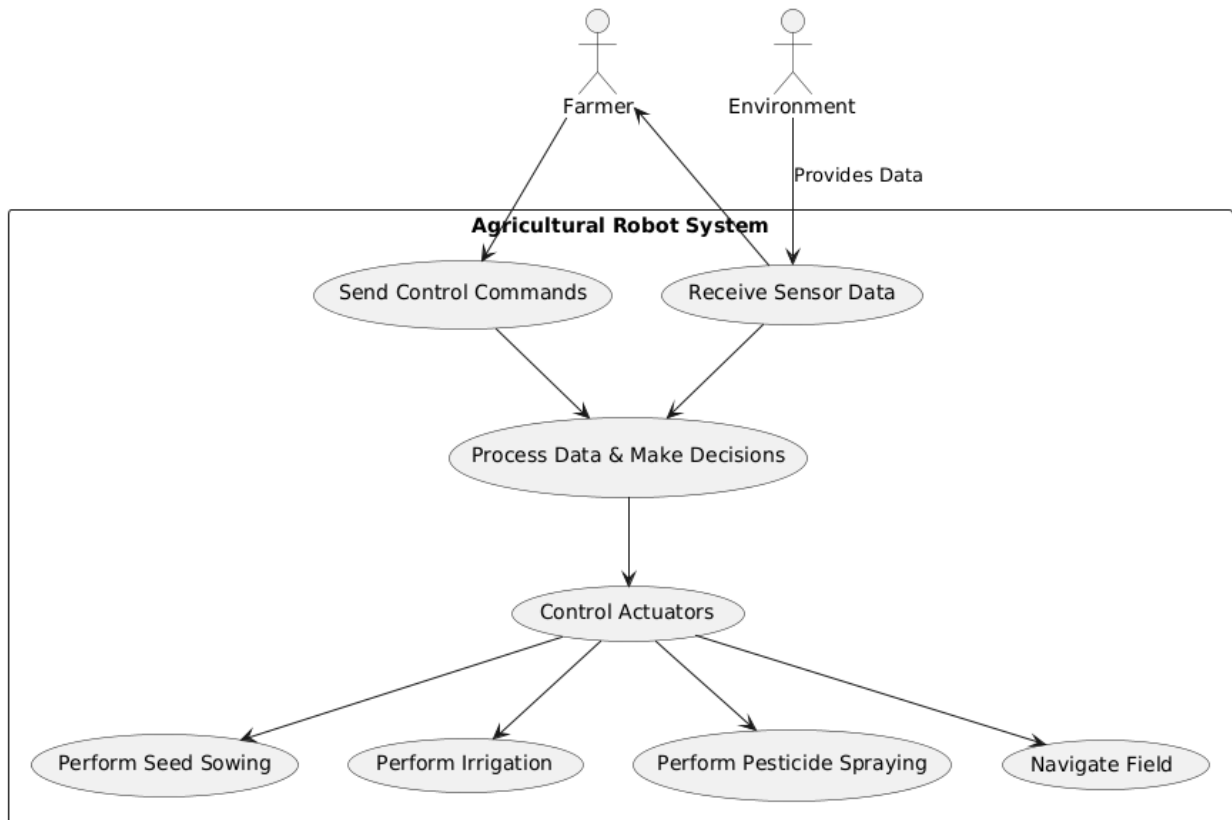 Farmer
Environment
Provides Data
Agricultural Robot System
Send Control Commands
Receive Sensor Data
Process Data & Make Decisions
Control Actuators
Perform Seed Sowing
Perform Irrigation
Perform Pesticide Spraying
Navigate Field